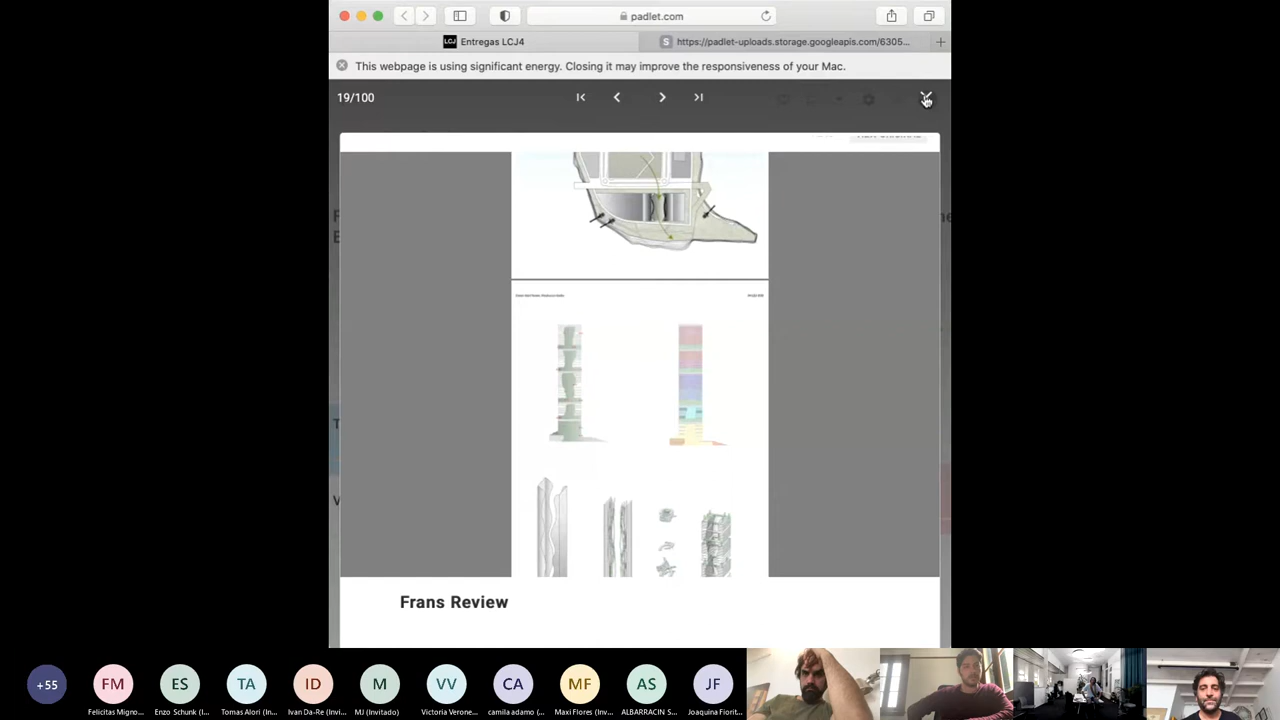 padlet.com
LCJ Entregas LCJ4
S https://padlet-uploads.storage.googleapis.com/6305...
This webpage is using significant energy. Closing it may improve the responsiveness of your Mac.
19/100
Frans Review
+55
FM
ES
TA
ID
M
VV
CA
MF
AS
JF
Felicitas Migno...
Enzo Schunk (I...
Tomas Alori (In...
Ivan Da-Re (Invi...
MJ (Invitado)
Victoria Verone...
camila adamo (...
Maxi Flores (Inv...
ALBARRACIN S...
Joaquina Fiorit...